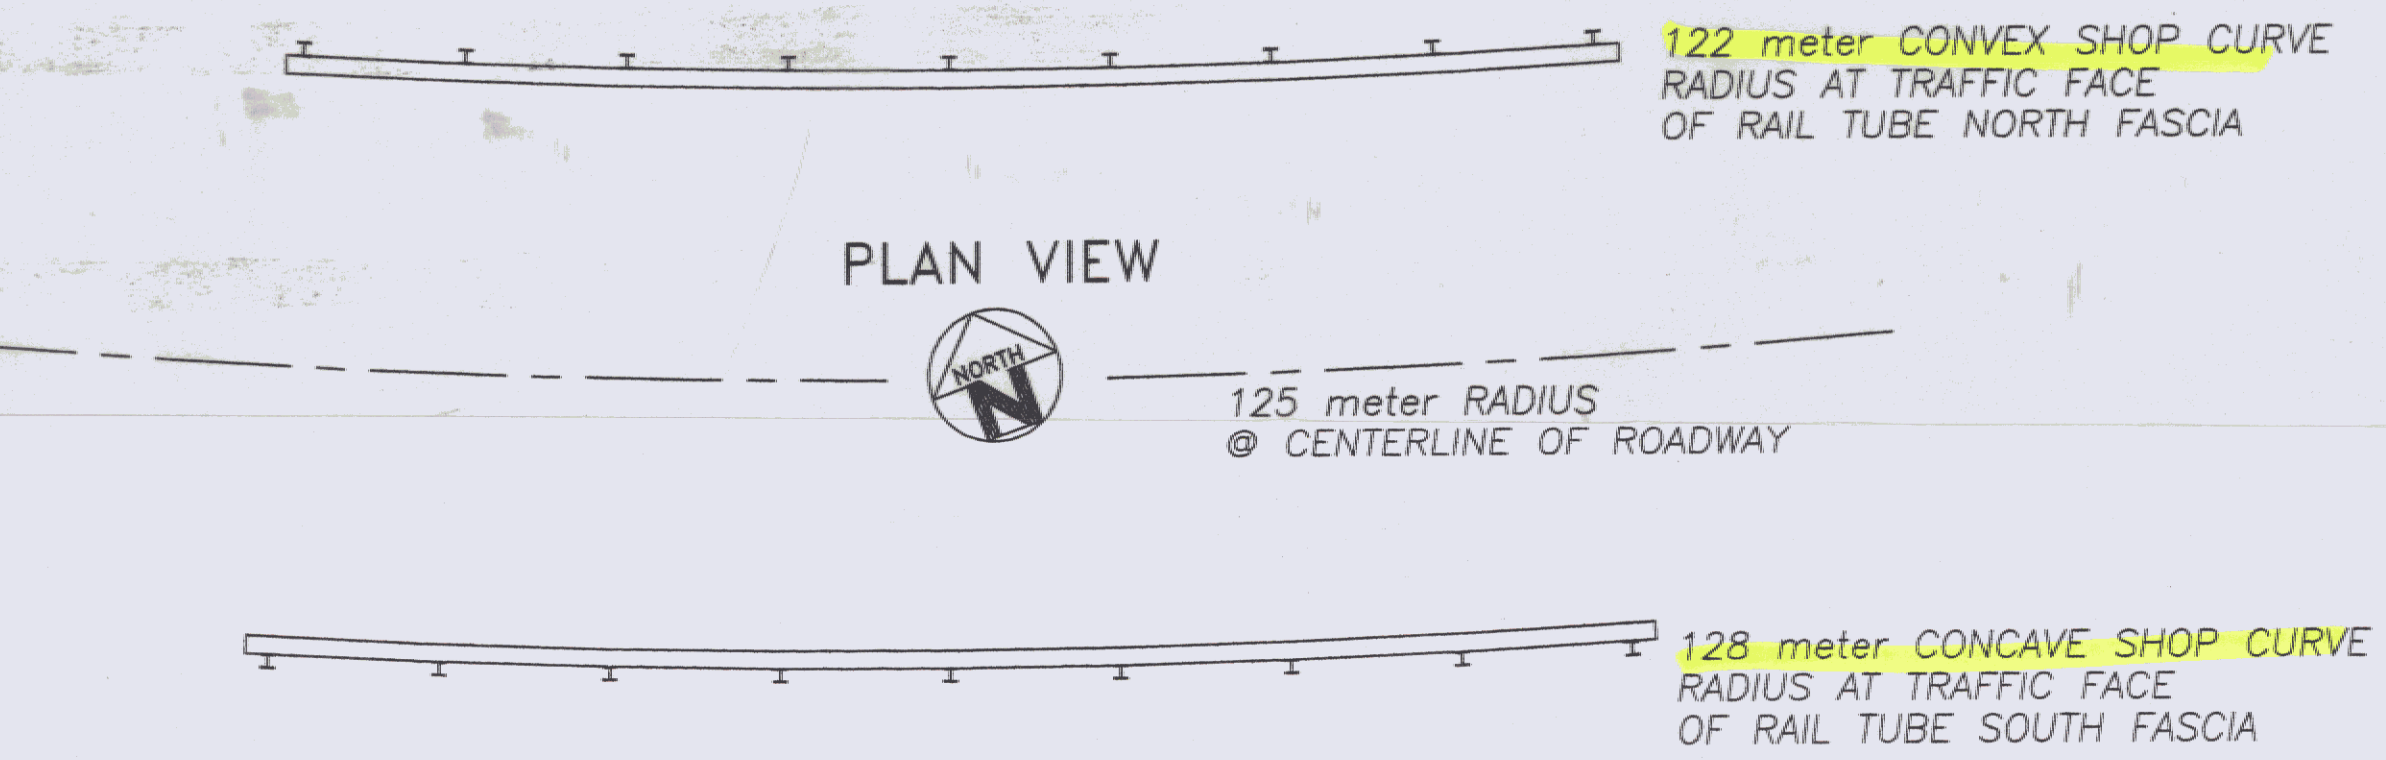 122 meter CONVEX SHOP CURVE
RADIUS AT TRAFFIC FACE
OF RAIL TUBE NORTH FASCIA
PLAN VIEW
NORTH
N
125 meter RADIUS
@ CENTERLINE OF ROADWAY
128 meter CONCAVE SHOP CURVE
RADIUS AT TRAFFIC FACE
OF RAIL TUBE SOUTH FASCIA